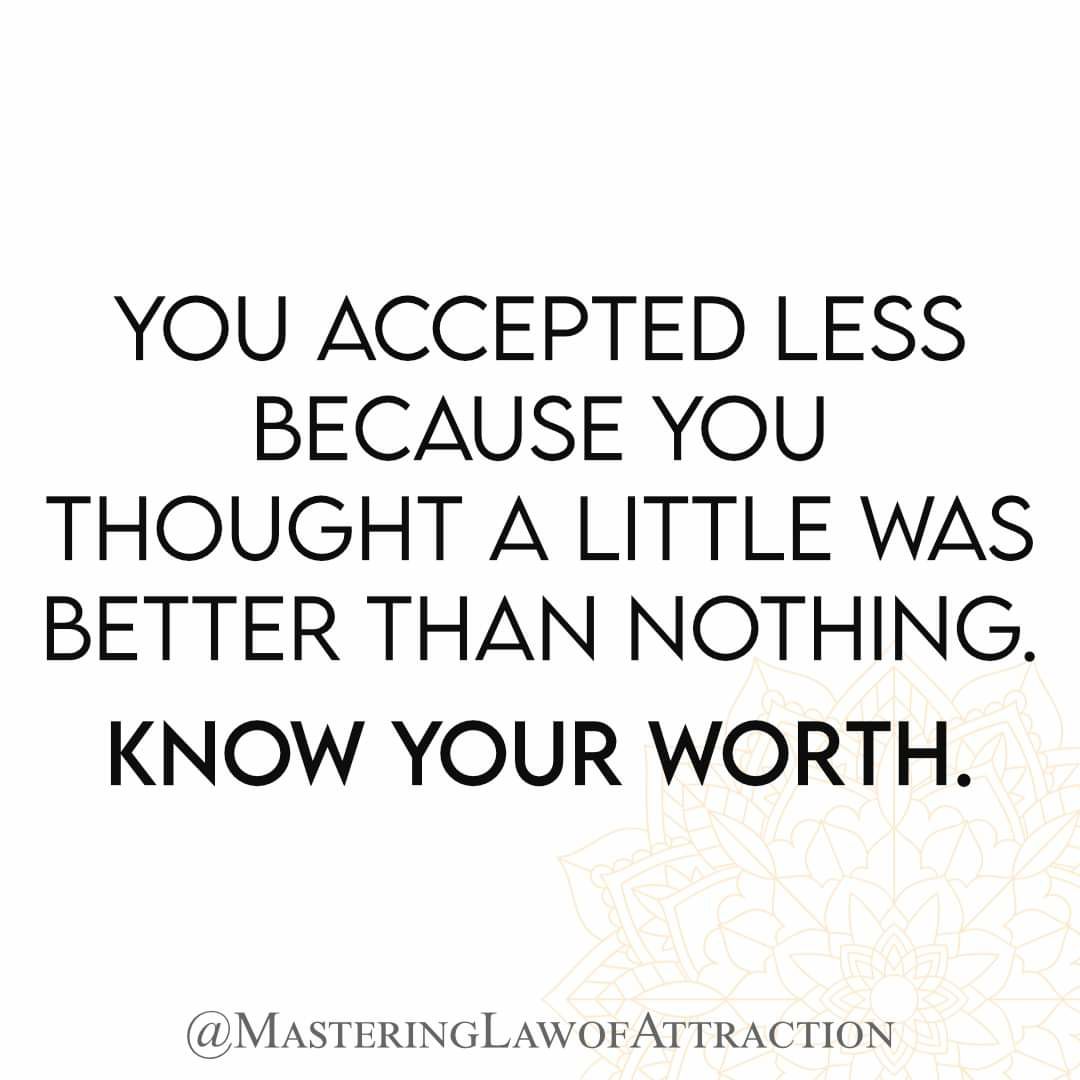 YOU ACCEPTED LESS
BECAUSE YOU
THOUGHT A LITTLE WAS
BETTER THAN NOTHING.
KNOW YOUR WORTH.
@MASTERINGLAWOFATTRACTION